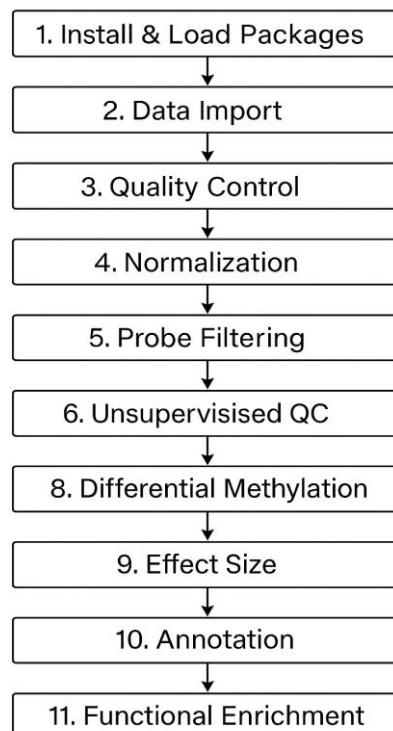 1. Install & Load Packages
2. Data Import
3. Quality Control
4. Normalization
5. Probe Filtering
6. Unsupervisised QC
8. Differential Methylation
9. Effect Size
10. Annotation
11. Functional Enrichment